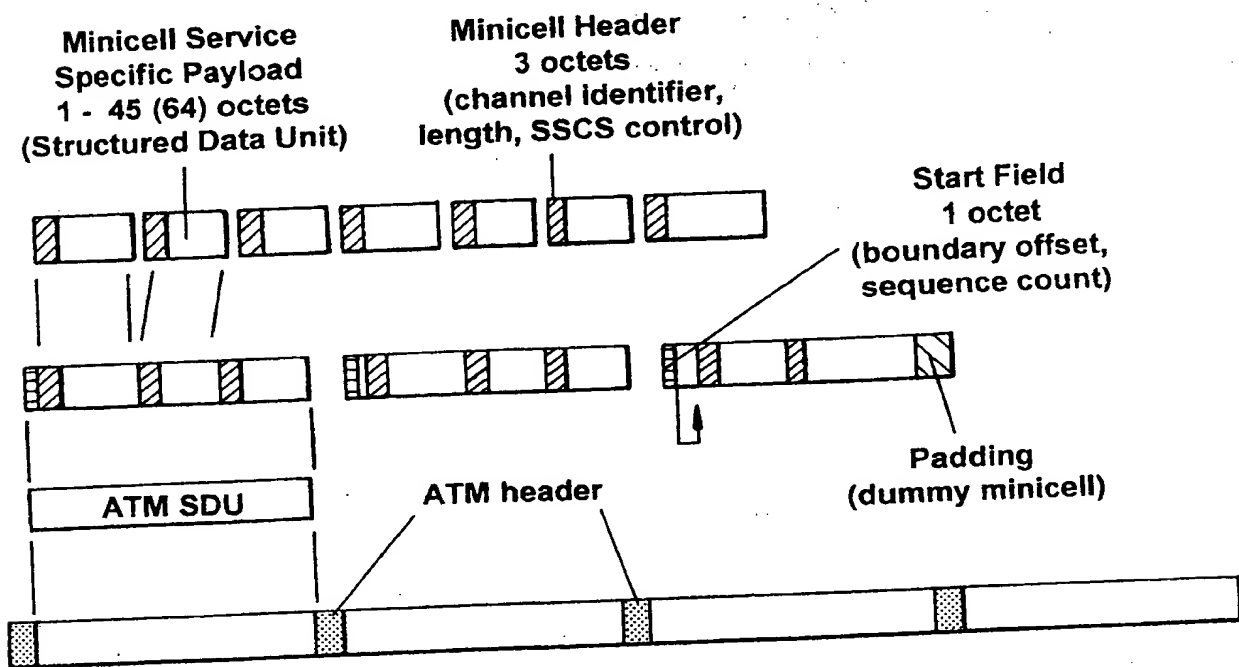 Minicell Service
Specific Payload
1 - 45 (64) octets
(Structured Data Unit)
Minicell Header
3 octets
(channel identifier,
length, SSCS control)
Start Field
1 octet
(boundary offset,
sequence count)
Padding
(dummy minicell)
ATM SDU
ATM header